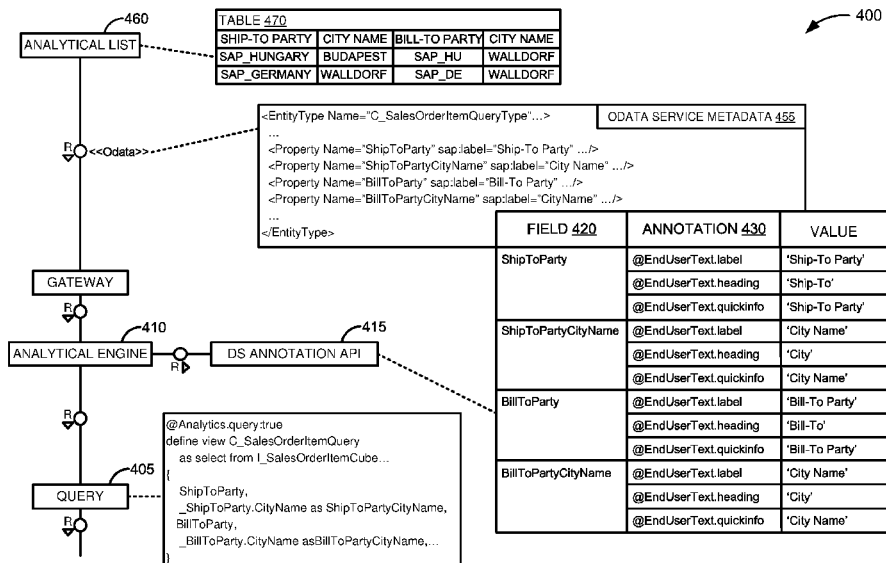 400
460
ANALYTICAL LIST
TABLE 470
SHIP-TO PARTY CITY NAME BILL-TO PARTY CITY NAME
SAP_HUNGARY BUDAPEST SAP_HU WALLDORF
SAP_GERMANY WALLDORF SAP_DE WALLDORF
R <<Odata>>
ODATA SERVICE METADATA 455
<EntityType Name="C_SalesOrderItemQueryType"...>
...
<Property Name="ShipToParty" sap:label="Ship-To Party" .../>
<Property Name="ShipToPartyCityName" sap:label="City Name" .../>
<Property Name="BillToParty" sap:label="Bill-To Party" .../>
<Property Name="BillToPartyCityName" sap:label="CityName" .../>
...
</EntityType>
GATEWAY
R
410
ANALYTICAL ENGINE
R
415
DS ANNOTATION API
R
405
QUERY
R
@Analytics.query:true
define view C_SalesOrderItemQuery
as select from I_SalesOrderItemCube...
{
ShipToParty,
_ShipToParty.CityName as ShipToPartyCityName,
BillToParty,
_BillToParty.CityName asBillToPartyCityName,...
}
FIELD 420 ANNOTATION 430 VALUE
ShipToParty @EndUserText.label 'Ship-To Party'
@EndUserText.heading 'Ship-To'
@EndUserText.quickinfo 'Ship-To Party'
ShipToPartyCityName @EndUserText.label 'City Name'
@EndUserText.heading 'City'
@EndUserText.quickinfo 'City Name'
BillToParty @EndUserText.label 'Bill-To Party'
@EndUserText.heading 'Bill-To'
@EndUserText.quickinfo 'Bill-To Party'
BillToPartyCityName @EndUserText.label 'City Name'
@EndUserText.heading 'City'
@EndUserText.quickinfo 'City Name'